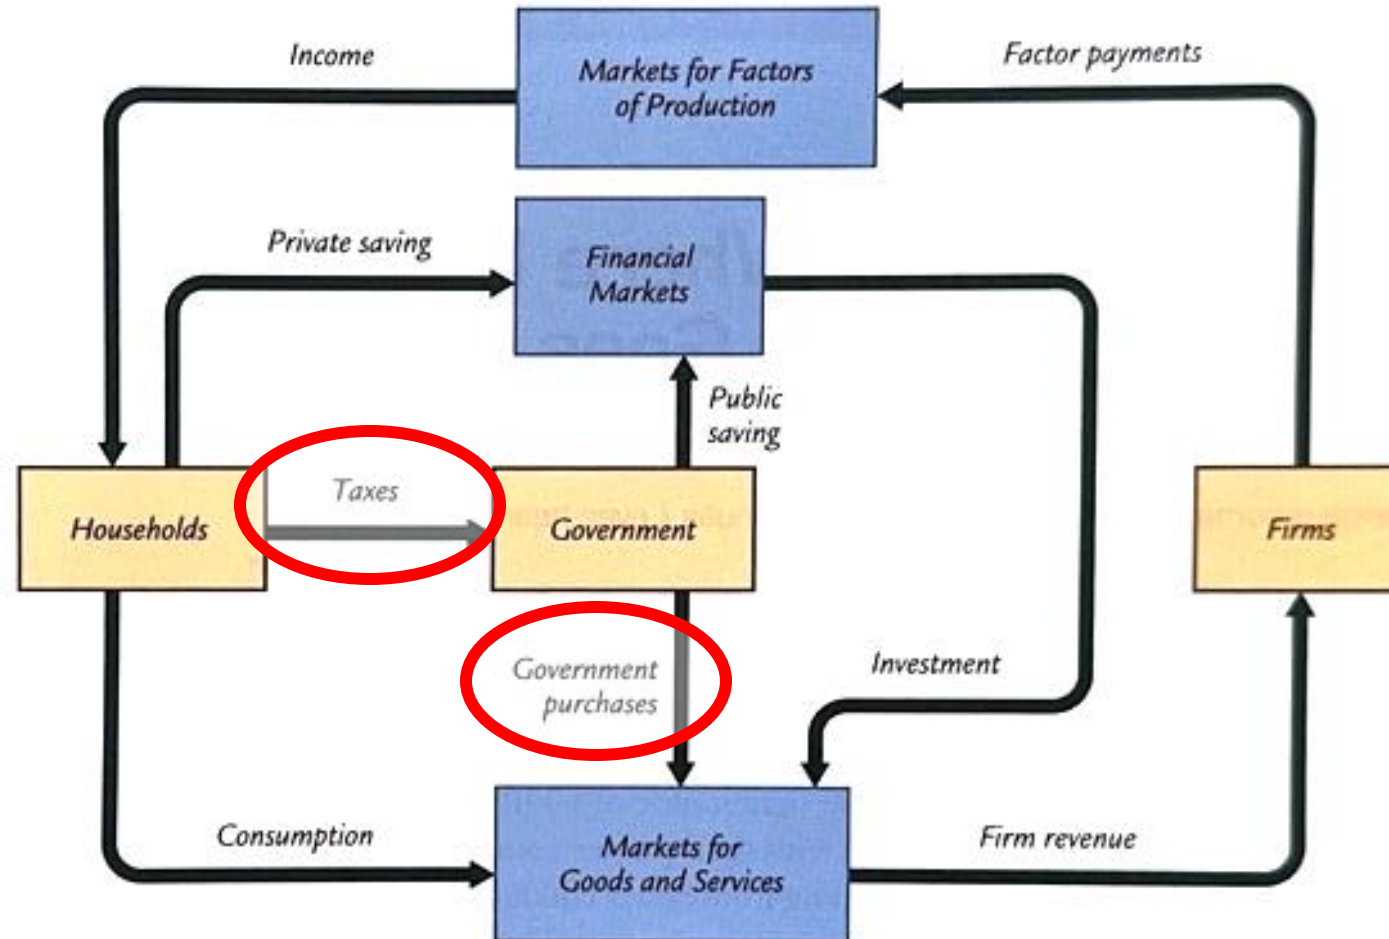 Income
Markets for Factors
of Production
Factor payments
Private saving
Financial
Markets
Public
saving
Households
Taxes
Government
Firms
Government
purchases
Investment
Consumption
Markets for
Goods and Services
Firm revenue